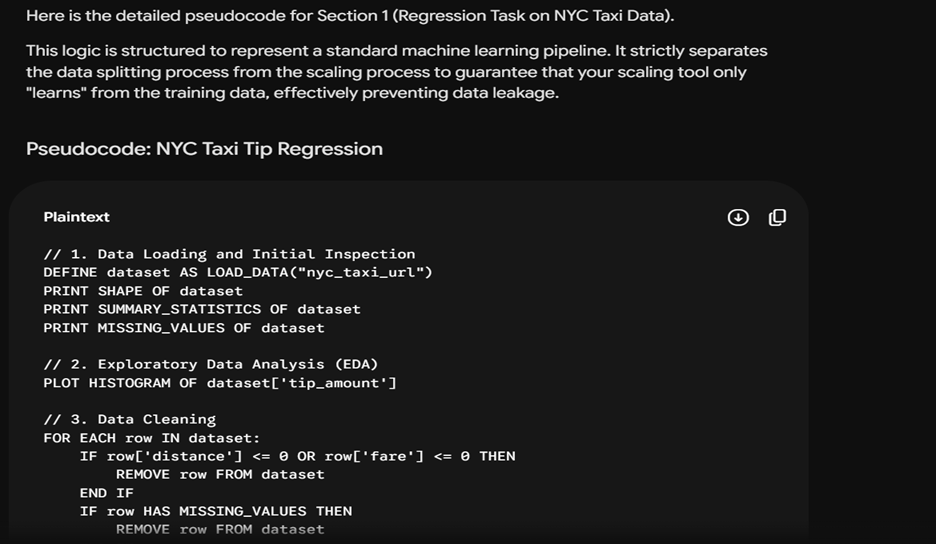 Here is the detailed pseudocode for Section 1 (Regression Task on NYC Taxi Data).
This logic is structured to represent a standard machine learning pipeline. It strictly separates
the data splitting process from the scaling process to guarantee that your scaling tool only
"learns" from the training data, effectively preventing data leakage.
Pseudocode: NYC Taxi Tip Regression
Plaintext
// 1. Data Loading and Initial Inspection
DEFINE dataset AS LOAD_DATA("nyc_taxi_url")
PRINT SHAPE OF dataset
PRINT SUMMARY_STATISTICS OF dataset
PRINT MISSING_VALUES OF dataset
// 2. Exploratory Data Analysis (EDA)
PLOT HISTOGRAM OF dataset['tip_amount']
// 3. Data Cleaning
FOR EACH row IN dataset:
    IF row['distance'] <= 0 OR row['fare'] <= 0 THEN
        REMOVE row FROM dataset
    END IF
    IF row HAS MISSING_VALUES THEN
        REMOVE row FROM dataset